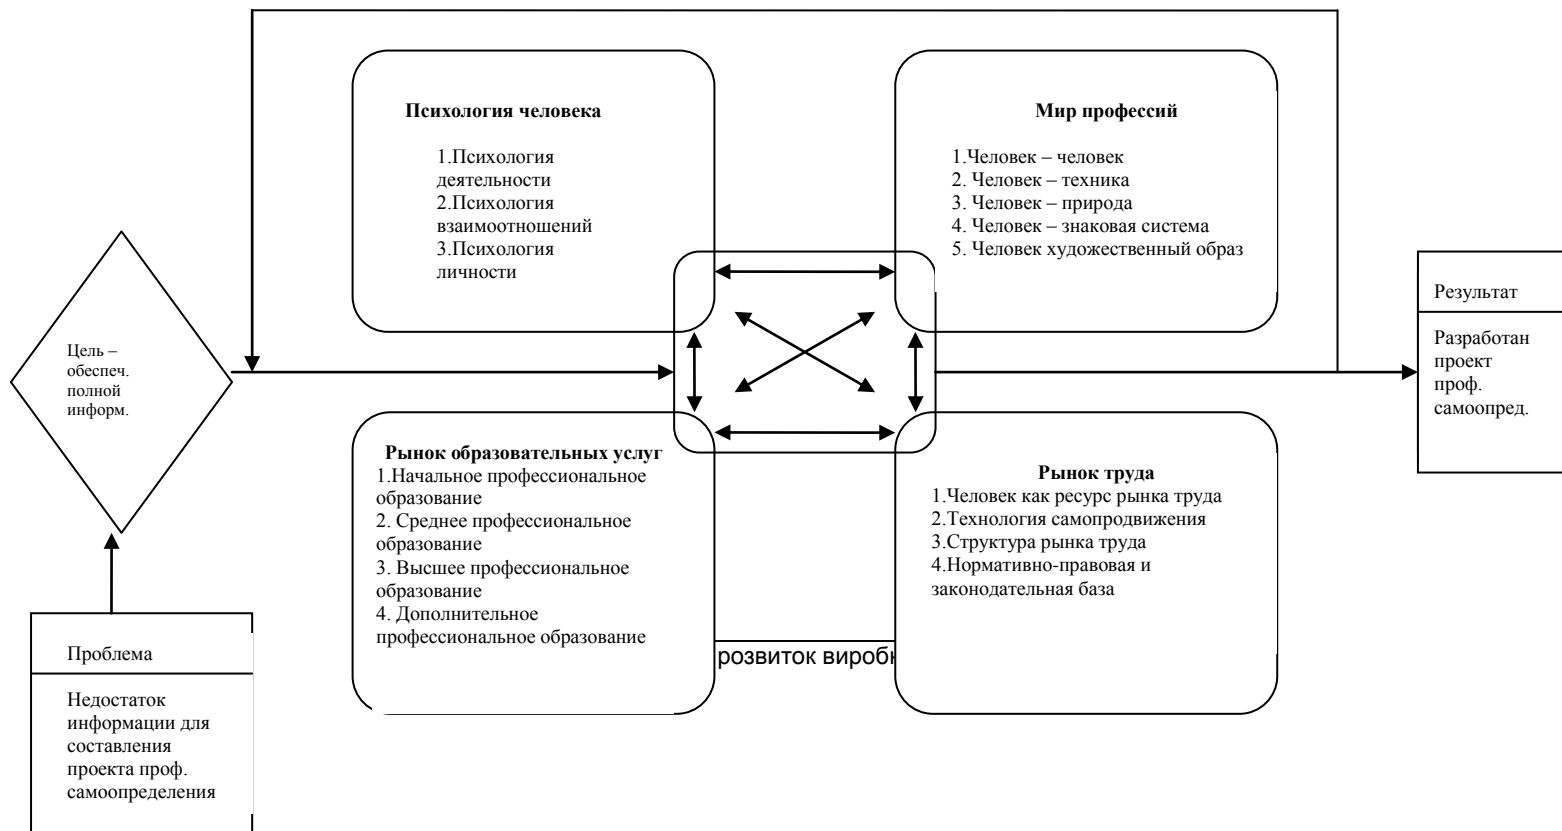 Психология человека
1.Психология
деятельности
2.Психология
взаимоотношений
3.Психология
личности
Мир профессий
1.Человек – человек
2. Человек – техника
3. Человек – природа
4. Человек – знаковая система
5. Человек художественный образ
Цель –
обеспеч.
полной
информ.
Результат
Разработан
проект
проф.
самоопред.
Рынок образовательных услуг
1.Начальное профессиональное
образование
2. Среднее профессиональное
образование
3. Высшее профессиональное
образование
4. Дополнительное
профессиональное образование
Рынок труда
1.Человек как ресурс рынка труда
2.Технология самопродвижения
3.Структура рынка труда
4.Нормативно-правовая и
законодательная база
розвиток
Проблема
Недостаток
информации для
составления
проекта проф.
самоопределения